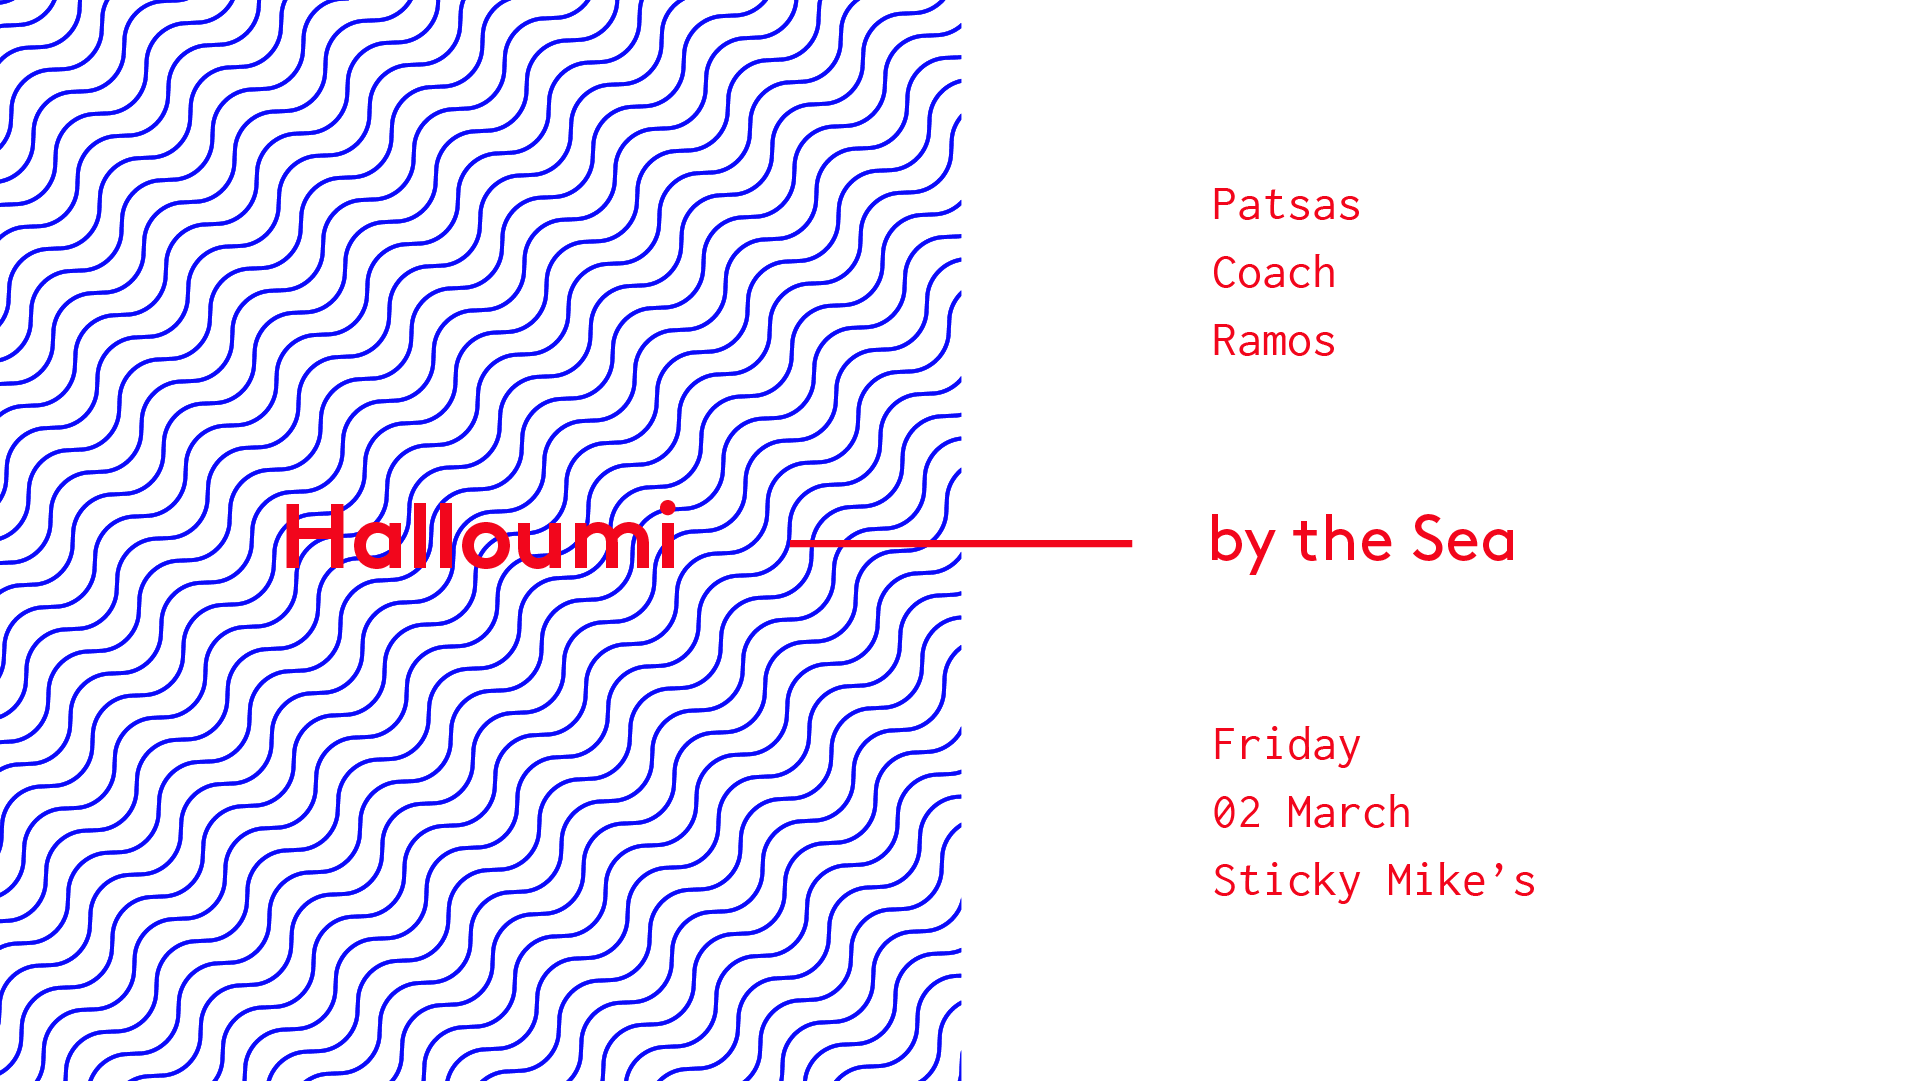 Patsas
Coach
Ramos
Halloumi
by the Sea
Friday
02 March
Sticky Mike’s